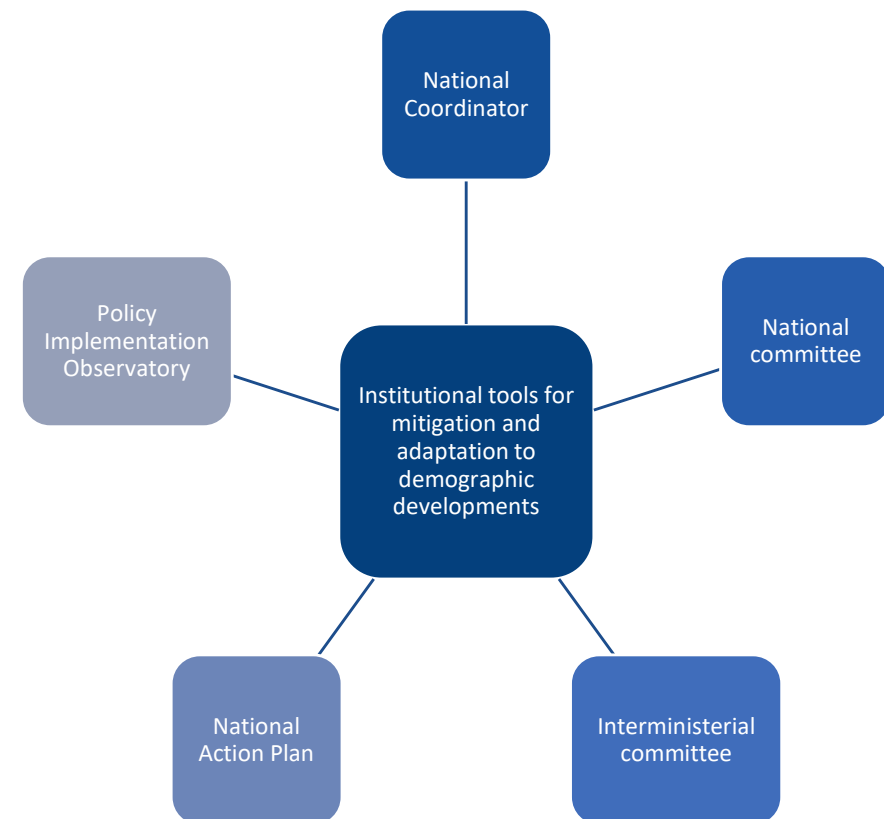 National
Coordinator
Policy
Implementation
Observatory
National
committee
Institutional tools for
mitigation and
adaptation to
demographic
developments
National
Action Plan
Interministerial
committee